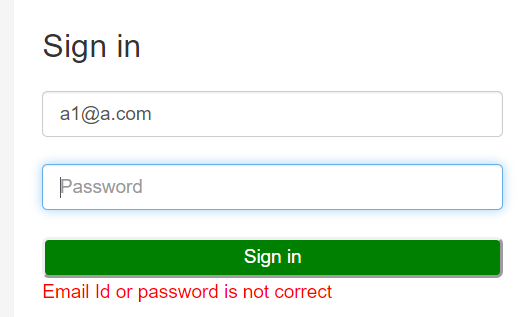 Sign in
a1@a.com
Password
Sign in
Email Id or password is not correct